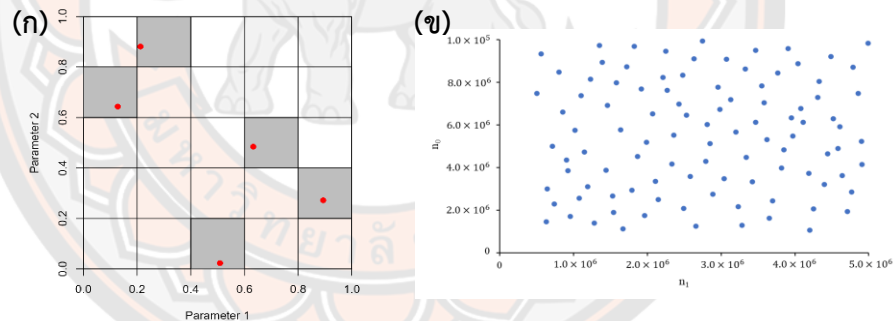 (ก)
1.0
0.8
0.6
0.4
0.2
0.0
Parameter 2
0.0 0.2 0.4 0.6 0.8 1.0
Parameter 1
(ข)
1.0 × 10⁵
8.0 × 10⁶
6.0 × 10⁶
4.0 × 10⁶
2.0 × 10⁶
0
n₀
0 1.0 × 10⁶ 2.0 × 10⁶ 3.0 × 10⁶ 4.0 × 10⁶ 5.0 × 10⁶
n₁